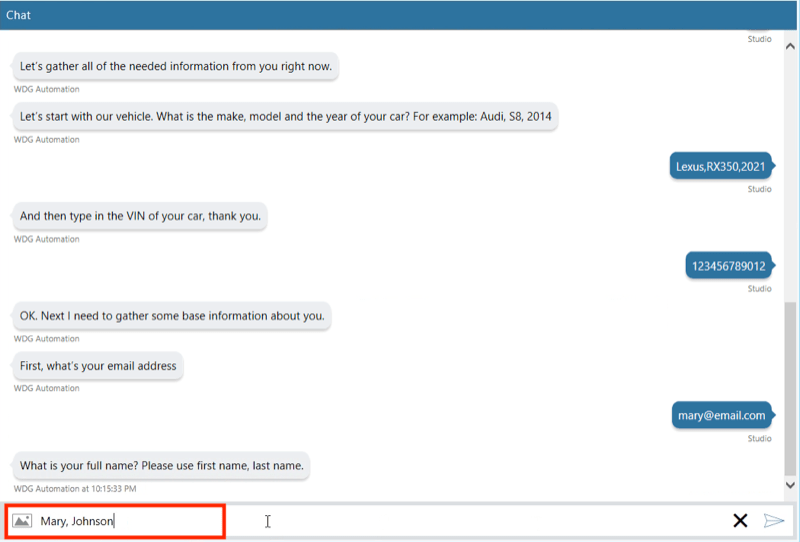 Chat
Studio
Let's gather all of the needed information from you right now.
WDG Automation
Let's start with our vehicle. What is the make, model and the year of your car? For example: Audi, S8, 2014
WDG Automation
Lexus,RX350,2021
Studio
And then type in the VIN of your car, thank you.
WDG Automation
123456789012
Studio
OK. Next I need to gather some base information about you.
WDG Automation
First, what's your email address
WDG Automation
mary@email.com
Studio
What is your full name? Please use first name, last name.
WDG Automation at 10:15:33 PM
Mary, Johnson